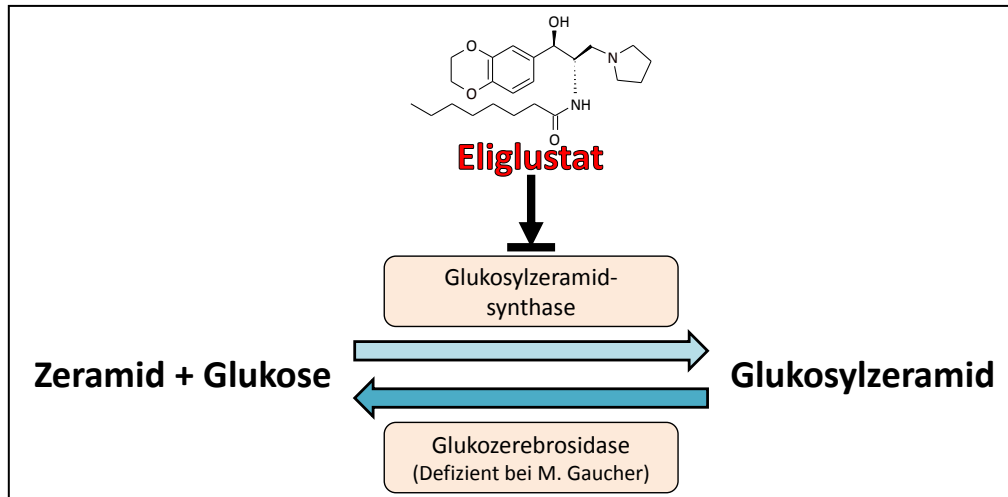 OH
O
N
O
NH
O
Eliglustat
Glukosylzeramid-
synthase
Zeramid + Glukose
Glukosylzeramid
Glukozerebrosidase
(Defizient bei M. Gaucher)